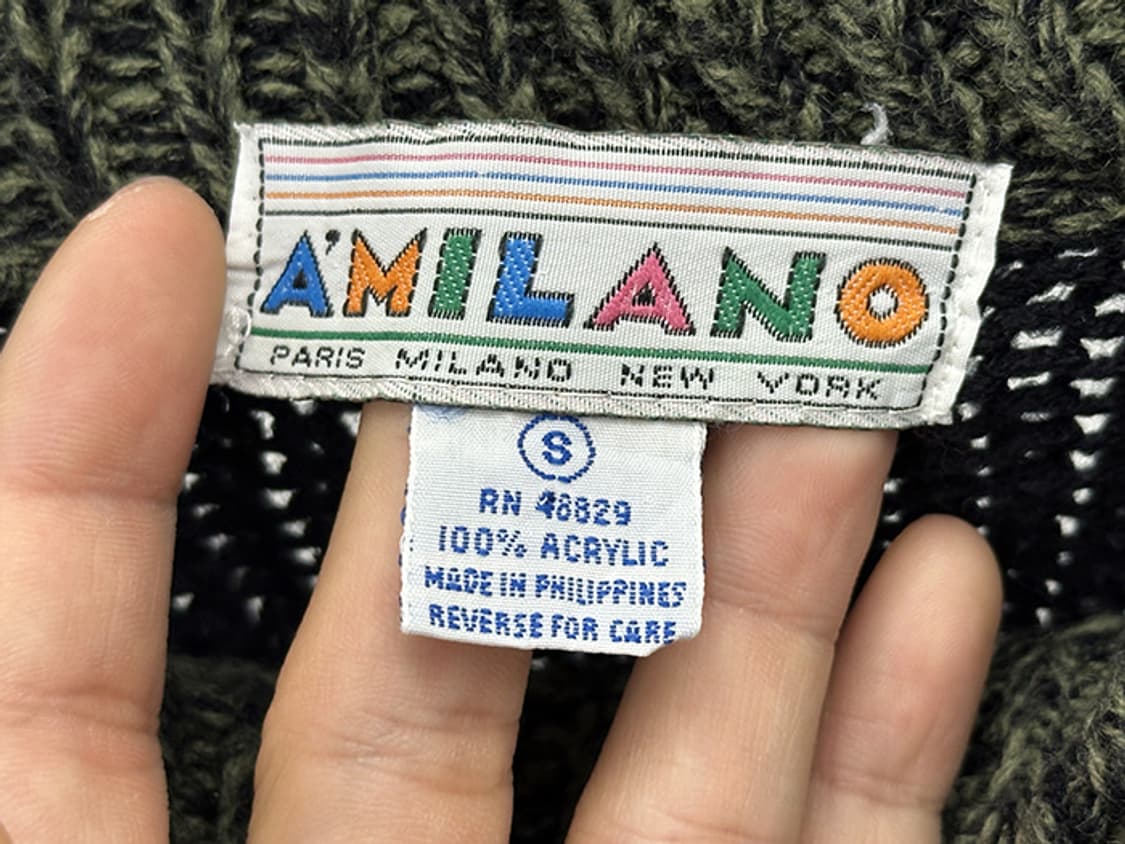 A'MILANO
PARIS MILANO NEW YORK
S
RN 48829
100% ACRYLIC
MADE IN PHILIPPINES
REVERSE FOR CARE